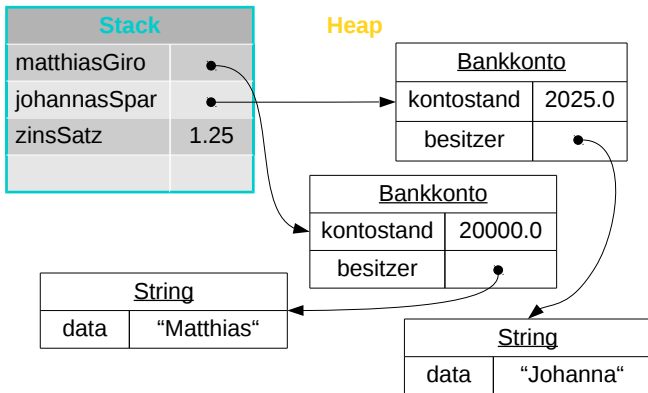 Stack Heap
matthiasGiro
johannasSpar
zinsSatz 1.25
Bankkonto
kontostand 2025.0
besitzer
Bankkonto
kontostand 20000.0
besitzer
String
data “Matthias“
String
data “Johanna“